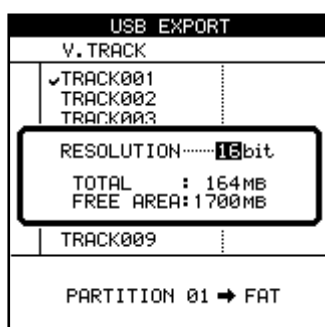 USB EXPORT
V.TRACK
✓TRACK001
TRACK002
TRACK003
RESOLUTION······16bit
TOTAL : 164MB
FREE AREA:1700MB
TRACK009
PARTITION 01 ➡ FAT